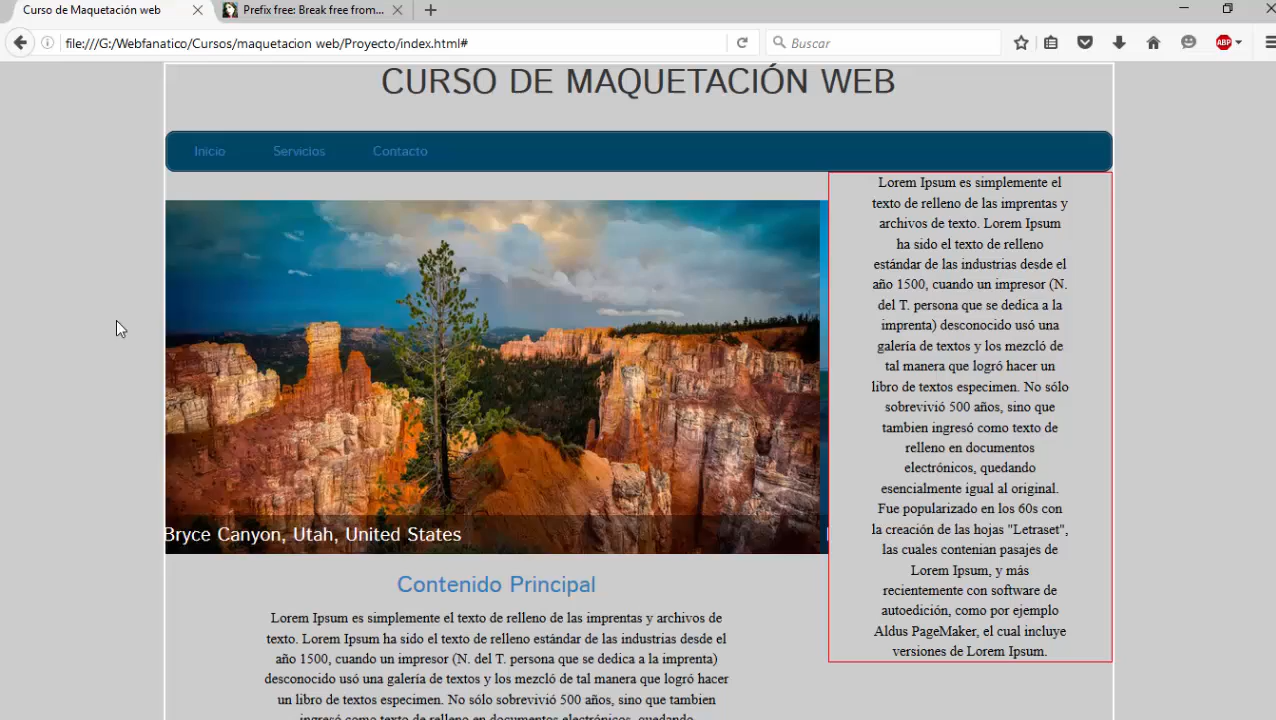 Curso de Maquetación web
Prefix free: Break free from...
file:///G:/Webfanatico/Cursos/maquetacion web/Proyecto/index.html#
Buscar
ABP
CURSO DE MAQUETACIÓN WEB
Inicio Servicios Contacto
Bryce Canyon, Utah, United States
Contenido Principal
Lorem Ipsum es simplemente el texto de relleno de las imprentas y archivos de
texto. Lorem Ipsum ha sido el texto de relleno estándar de las industrias desde el
año 1500, cuando un impresor (N. del T. persona que se dedica a la imprenta)
desconocido usó una galería de textos y los mezcló de tal manera que logró hacer
un libro de textos especimen. No sólo sobrevivió 500 años, sino que tambien
ingresó como texto de relleno en documentos electrónicos, quedando
Lorem Ipsum es simplemente el
texto de relleno de las imprentas y
archivos de texto. Lorem Ipsum
ha sido el texto de relleno
estándar de las industrias desde el
año 1500, cuando un impresor (N.
del T. persona que se dedica a la
imprenta) desconocido usó una
galería de textos y los mezcló de
tal manera que logró hacer un
libro de textos especimen. No sólo
sobrevivió 500 años, sino que
tambien ingresó como texto de
relleno en documentos
electrónicos, quedando
esencialmente igual al original.
Fue popularizado en los 60s con
la creación de las hojas "Letraset",
las cuales contenian pasajes de
Lorem Ipsum, y más
recientemente con software de
autoedición, como por ejemplo
Aldus PageMaker, el cual incluye
versiones de Lorem Ipsum.